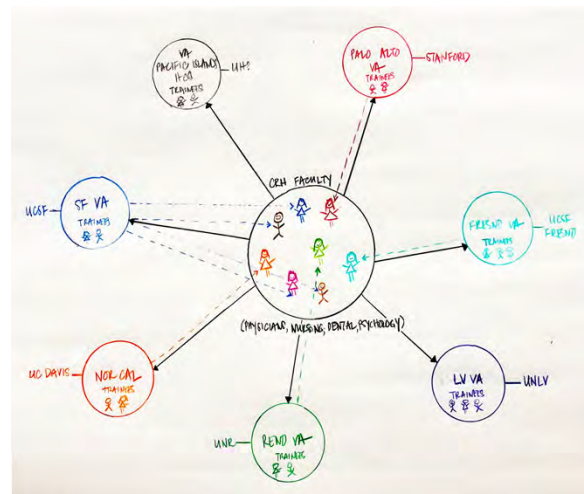 VA
PACIFIC ISLAND
HCS
TRAINEES
UH?
PALO ALTO
VA
TRAINEES
STANFORD
CRH FACULTY
UCSF
SF VA
TRAINEES
FRESNO VA
TRAINEES
UCSF
FRESNO
(PHYSICIANS, NURSING, DENTAL, PSYCHOLOGY)
UC DAVIS
NOR CAL
TRAINEES
LV VA
TRAINEES
UNLV
UNR
RENO VA
TRAINEES